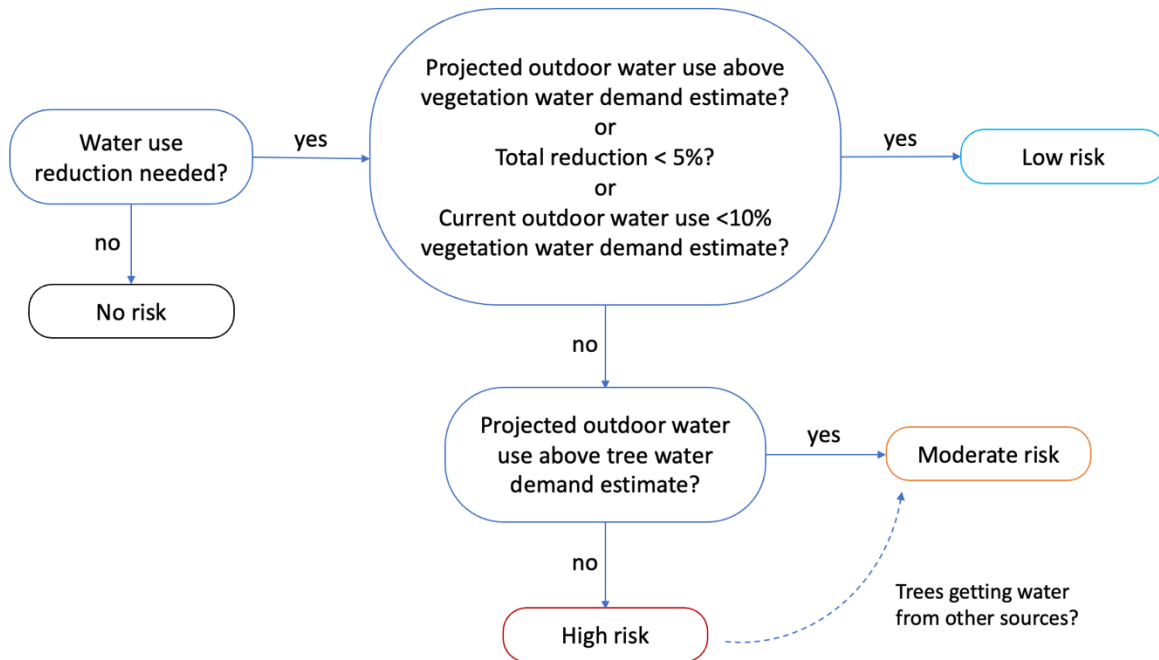 Water use
reduction needed?
yes
no
No risk
Projected outdoor water use above
vegetation water demand estimate?
or
Total reduction < 5%?
or
Current outdoor water use <10%
vegetation water demand estimate?
yes
Low risk
no
Projected outdoor water
use above tree water
demand estimate?
yes
Moderate risk
no
High risk
Trees getting water
from other sources?